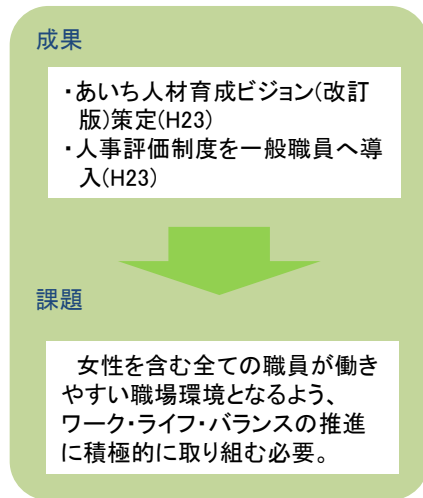 成果
・あいち人材育成ビジョン(改訂
版)策定(H23)
・人事評価制度を一般職員へ導
入(H23)
課題
　女性を含む全ての職員が働き
やすい職場環境となるよう、
ワーク・ライフ・バランスの推進
に積極的に取り組む必要。